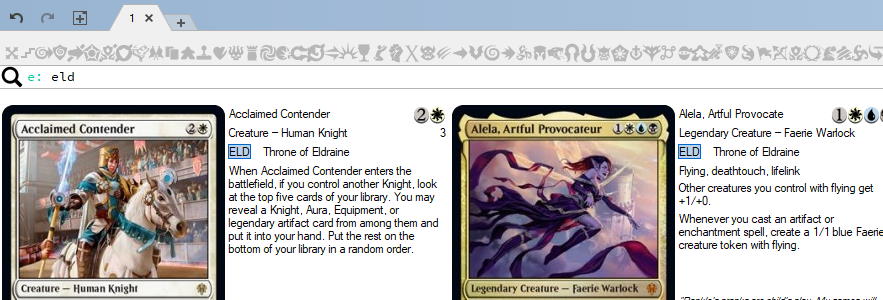 1
e: eld
Acclaimed Contender 2
Creature — Human Knight
Acclaimed Contender 2
Creature – Human Knight 3
ELD Throne of Eldraine
When Acclaimed Contender enters the
battlefield, if you control another Knight, look
at the top five cards of your library. You may
reveal a Knight, Aura, Equipment, or
legendary artifact card from among them and
put it into your hand. Put the rest on the
bottom of your library in a random order.
Alela, Artful Provocateur 1
Legendary Creature — Faerie Warlock
Alela, Artful Provocate 1
Legendary Creature – Faerie Warlock
ELD Throne of Eldraine
Flying, deathtouch, lifelink
Other creatures you control with flying get
+1/+0.
Whenever you cast an artifact or
enchantment spell, create a 1/1 blue Faerie
creature token with flying.